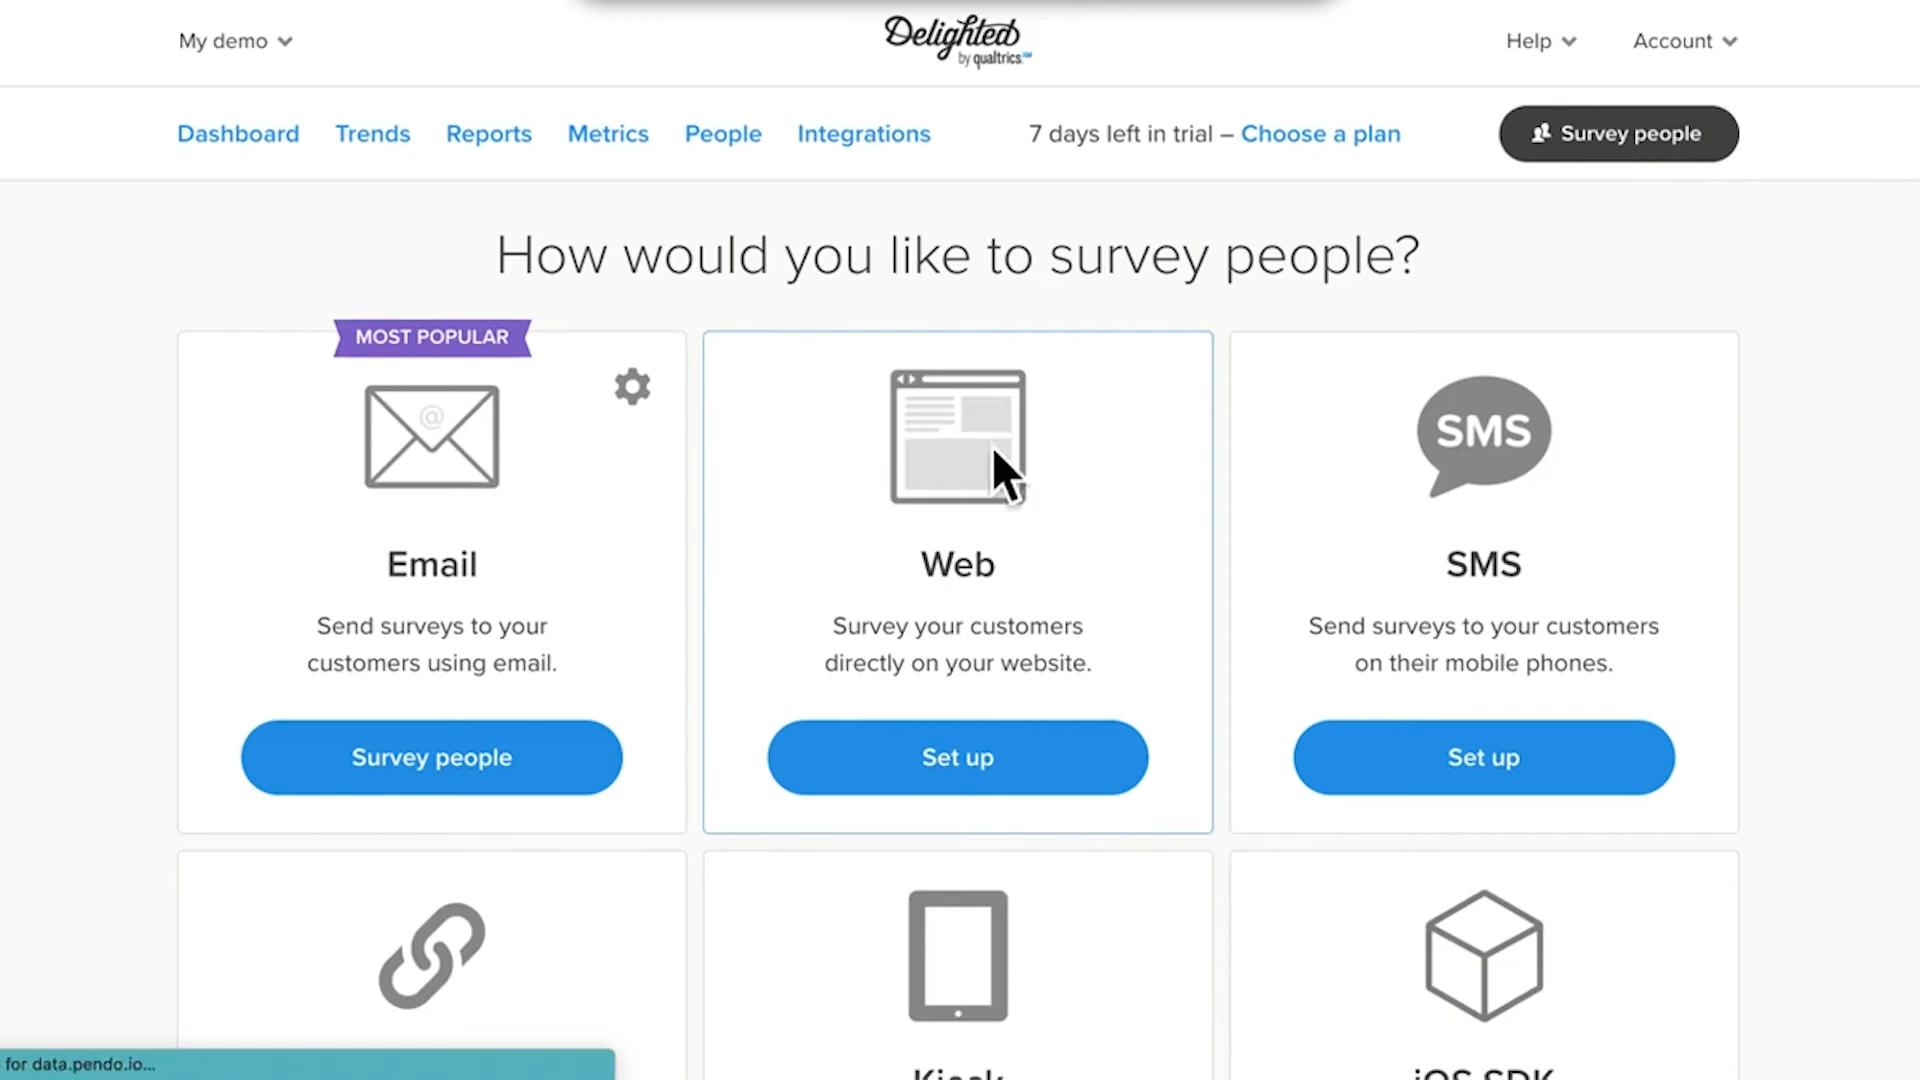 My demo
Delighted
by qualtrics
Help
Account
Dashboard
Trends
Reports
Metrics
People
Integrations
7 days left in trial – Choose a plan
Survey people
How would you like to survey people?
MOST POPULAR
@
Email
Send surveys to your
customers using email.
Survey people
Web
Survey your customers
directly on your website.
Set up
SMS
SMS
Send surveys to your customers
on their mobile phones.
Set up
Kiosk
iOS SDK
for data.pendo.io...